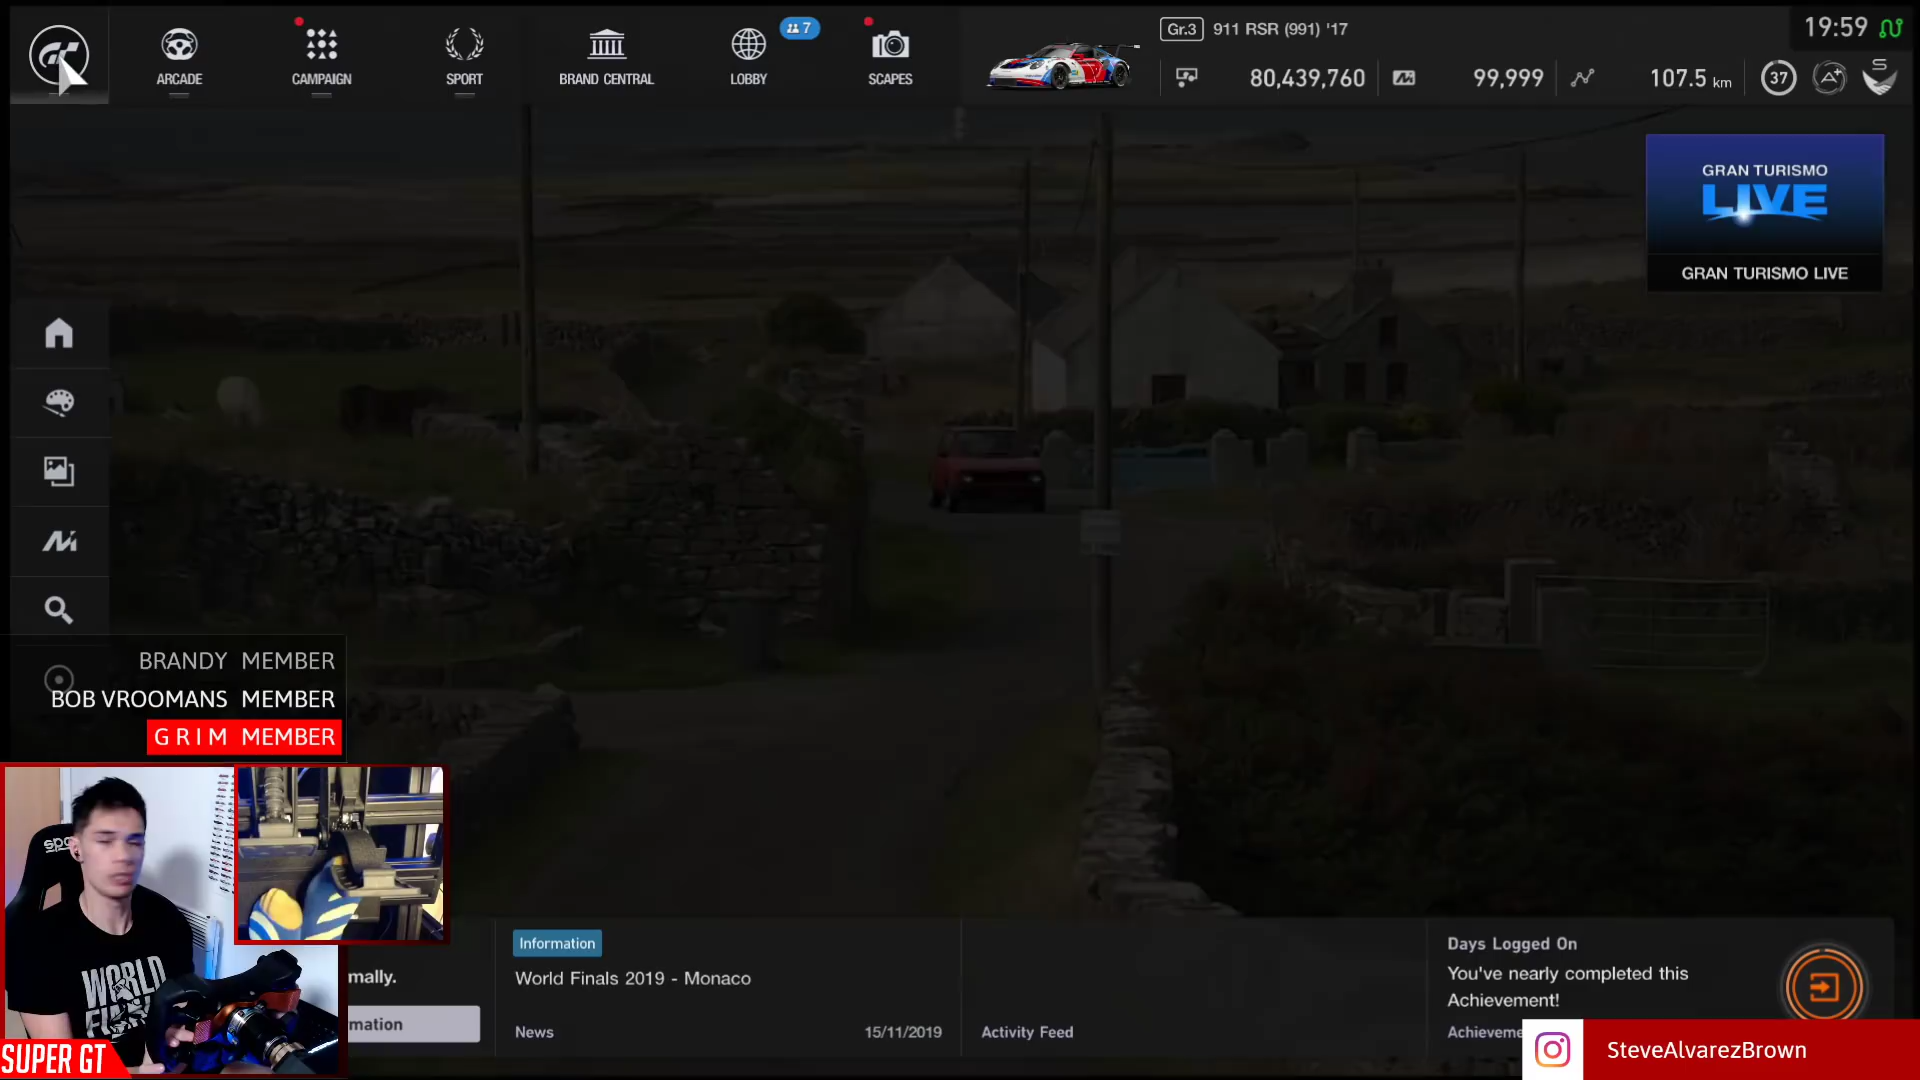 ARCADE
CAMPAIGN
SPORT
BRAND CENTRAL
LOBBY
7
SCAPES
Gr.3 911 RSR (991) '17
80,439,760
99,999
107.5 km
37
A+
S
19:59
GRAN TURISMO
LIVE
GRAN TURISMO LIVE
BRANDY MEMBER
BOB VROOMANS MEMBER
G R I M MEMBER
WORLD
FINALS
SUPER GT
mally.
mation
Information
World Finals 2019 - Monaco
News 15/11/2019
Activity Feed
Days Logged On
You've nearly completed this
Achievement!
Achieveme
SteveAlvarezBrown